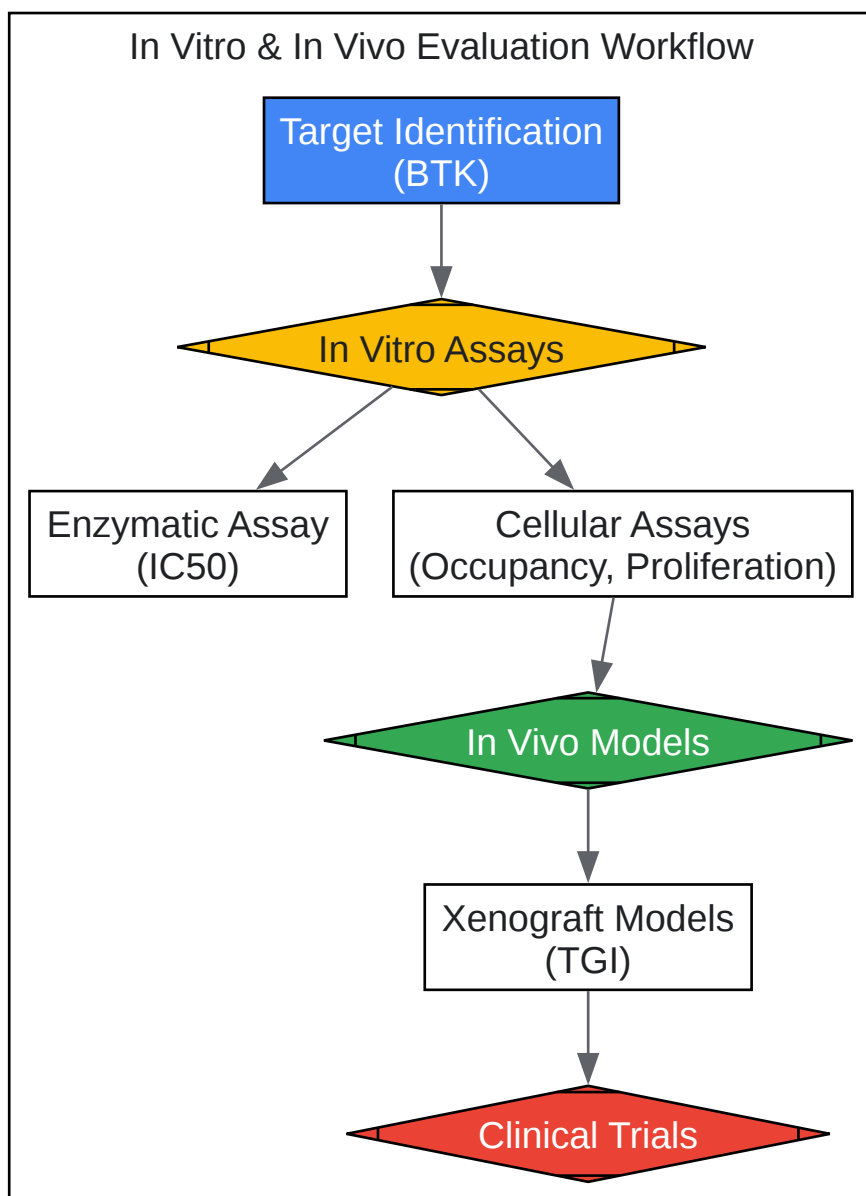 In Vitro & In Vivo Evaluation Workflow
Target Identification
(BTK)
In Vitro Assays
Enzymatic Assay
(IC50)
Cellular Assays
(Occupancy, Proliferation)
In Vivo Models
Xenograft Models
(TGI)
Clinical Trials